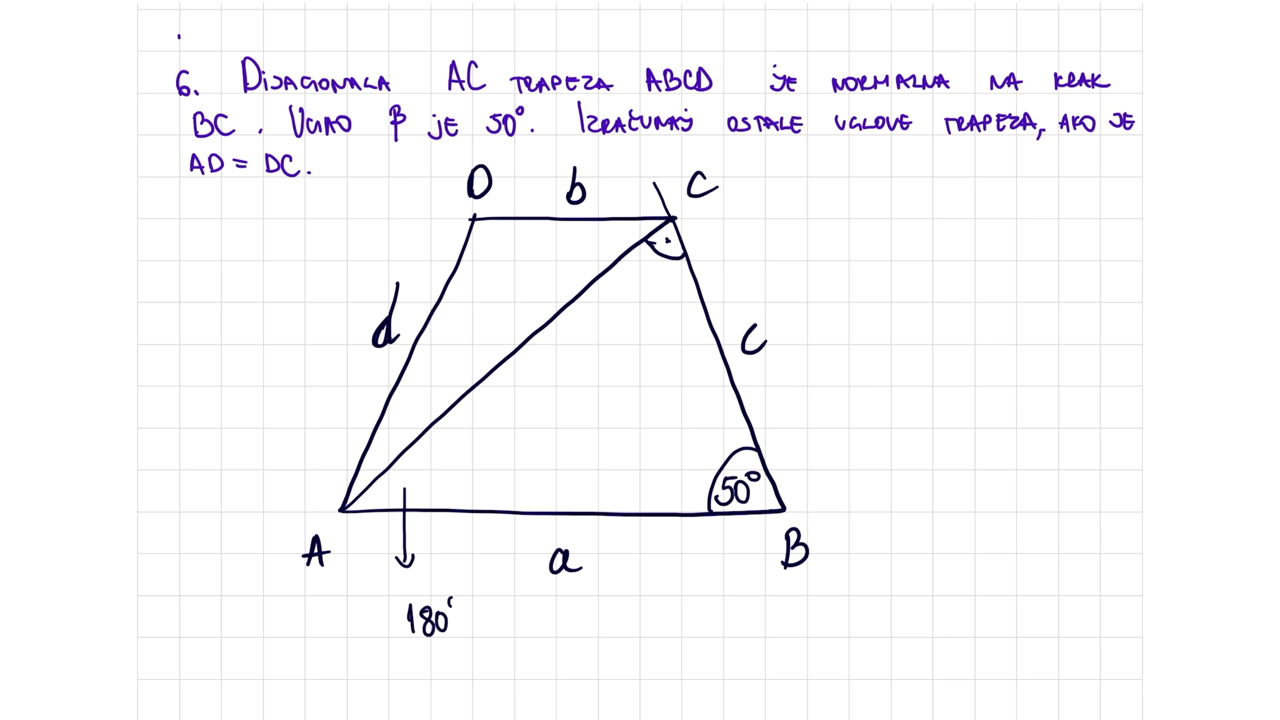 6. DIJAGONALA AC TRAPEZA ABCD JE NORMALNA NA KRAK
BC. UGAO β JE 50°. IZRAČUNAJ OSTALE UGLOVE TRAPEZA, AKO JE
AD = DC.
D b C
d c
50°
A a B
180°